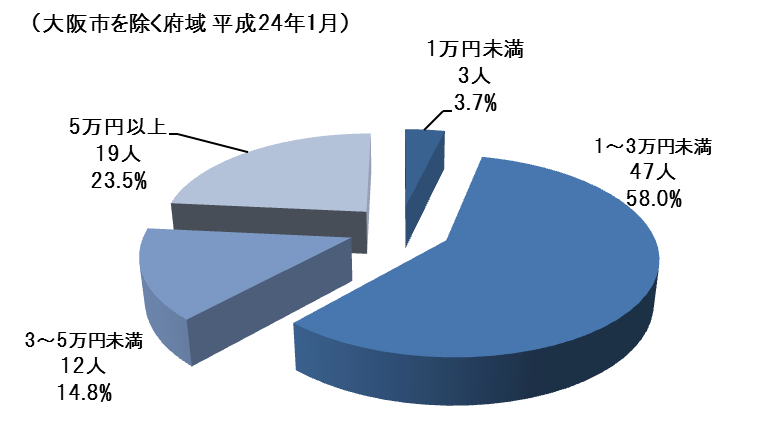 （大阪市を除く府域 平成24年1月）
1万円未満
3人
3.7%
1～3万円未満
47人
58.0%
5万円以上
19人
23.5%
3～5万円未満
12人
14.8%